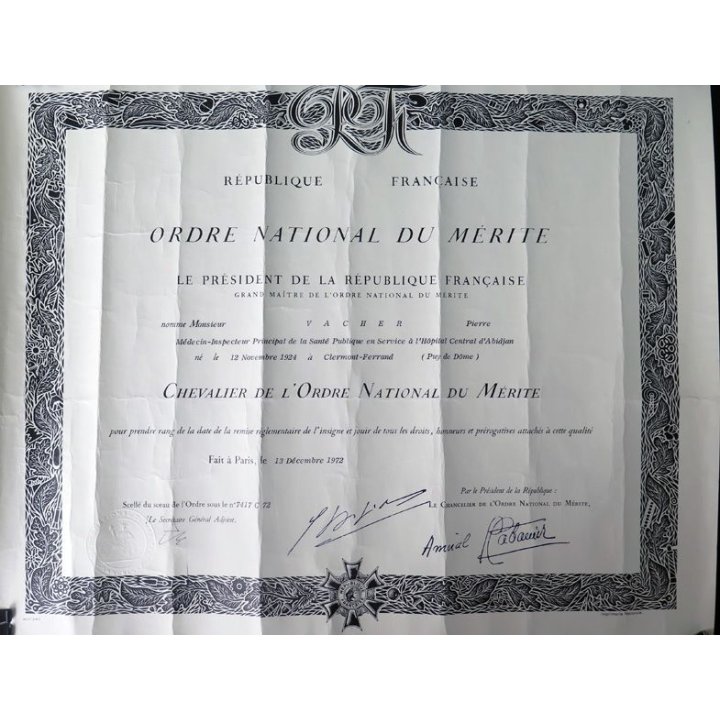 RF
RÉPUBLIQUE FRANÇAISE
ORDRE NATIONAL DU MÉRITE
LE PRÉSIDENT DE LA RÉPUBLIQUE FRANÇAISE
GRAND MAÎTRE DE L'ORDRE NATIONAL DU MÉRITE
nomme Monsieur VACHER Pierre
Médecin-Inspecteur Principal de la Santé Publique en Service à l'Hôpital Central d'Abidjan
né le 12 Novembre 1924 à Clermont-Ferrand (Puy de Dôme)
CHEVALIER DE L'ORDRE NATIONAL DU MÉRITE
pour prendre rang de la date de la remise réglementaire de l'insigne et jouir de tous les droits, honneurs et prérogatives attachés à cette qualité
Fait à Paris, le 13 Décembre 1972
Par le Président de la République :
Scellé du sceau de l'Ordre sous le n° 7417 C 72
LE CHANCELIER DE L'ORDRE NATIONAL DU MÉRITE,
Le Secrétaire Général Adjoint,
Amiral Cabanier